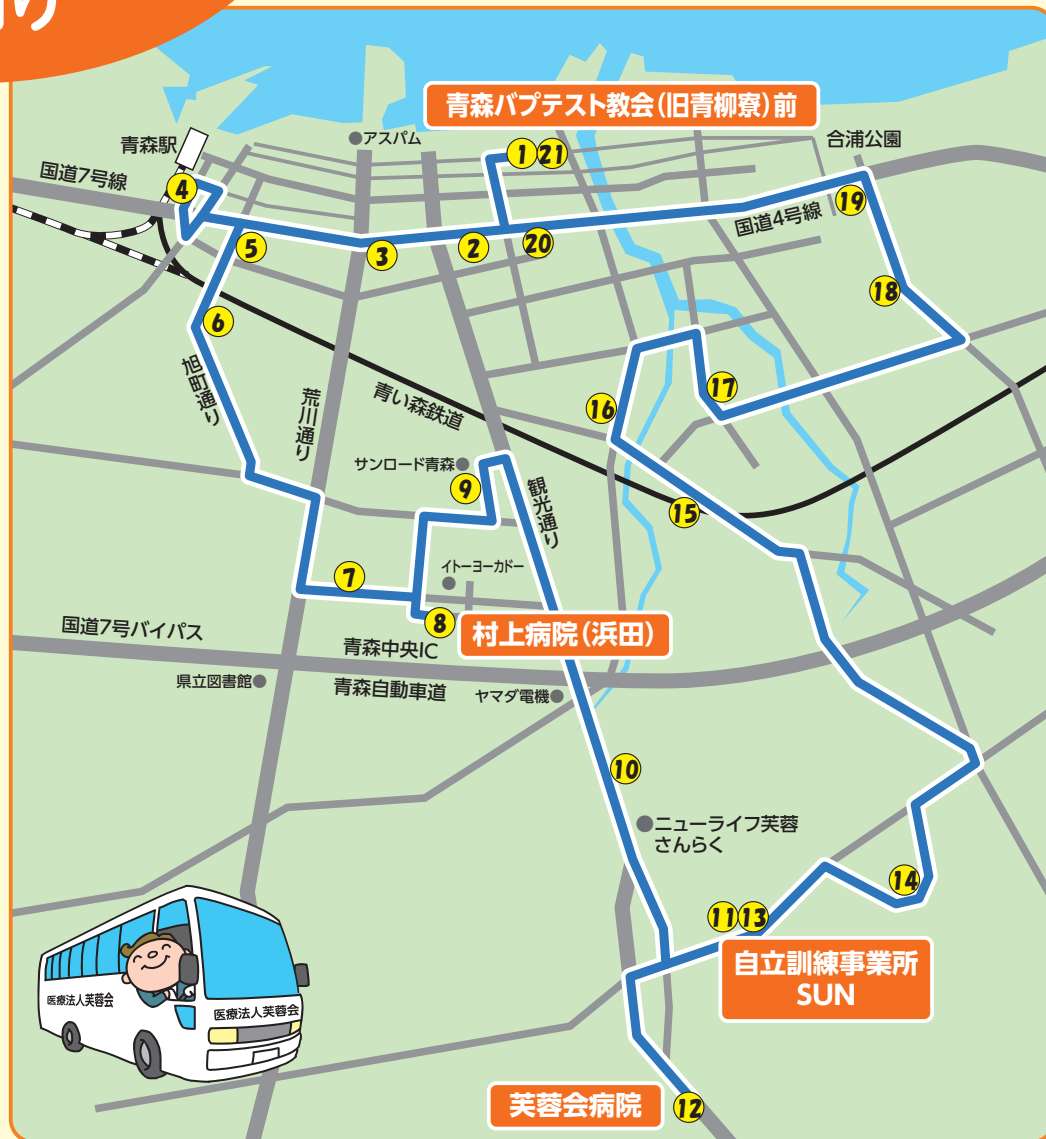 り
青森バプテスト教会(旧青柳寮)前
1 21
アスパム
青森駅
合浦公園
国道7号線
4
19
国道4号線
5
3
2
20
18
6
旭町通り
荒川通り
青い森鉄道
17
16
サンロード青森
9
観光通り
15
7
イトーヨーカドー
8
村上病院(浜田)
国道7号バイパス
青森中央IC
県立図書館
青森自動車道
ヤマダ電機
10
ニューライフ芙蓉
さんらく
14
11 13
自立訓練事業所
SUN
医療法人芙蓉会
医療法人芙蓉会
芙蓉会病院
12